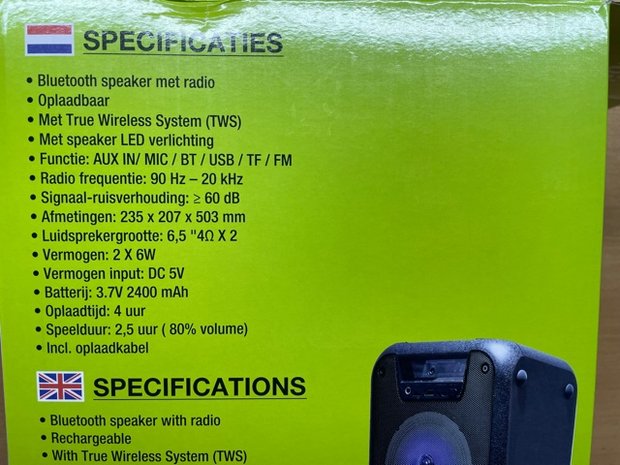 SPECIFICATIES
• Bluetooth speaker met radio
• Oplaadbaar
• Met True Wireless System (TWS)
• Met speaker LED verlichting
• Functie: AUX IN/ MIC / BT / USB / TF / FM
• Radio frequentie: 90 Hz – 20 kHz
• Signaal-ruisverhouding: ≥ 60 dB
• Afmetingen: 235 x 207 x 503 mm
• Luidsprekergrootte: 6,5 "4Ω X 2
• Vermogen: 2 X 6W
• Vermogen input: DC 5V
• Batterij: 3.7V 2400 mAh
• Oplaadtijd: 4 uur
• Speelduur: 2,5 uur ( 80% volume)
• Incl. oplaadkabel
SPECIFICATIONS
• Bluetooth speaker with radio
• Rechargeable
• With True Wireless System (TWS)